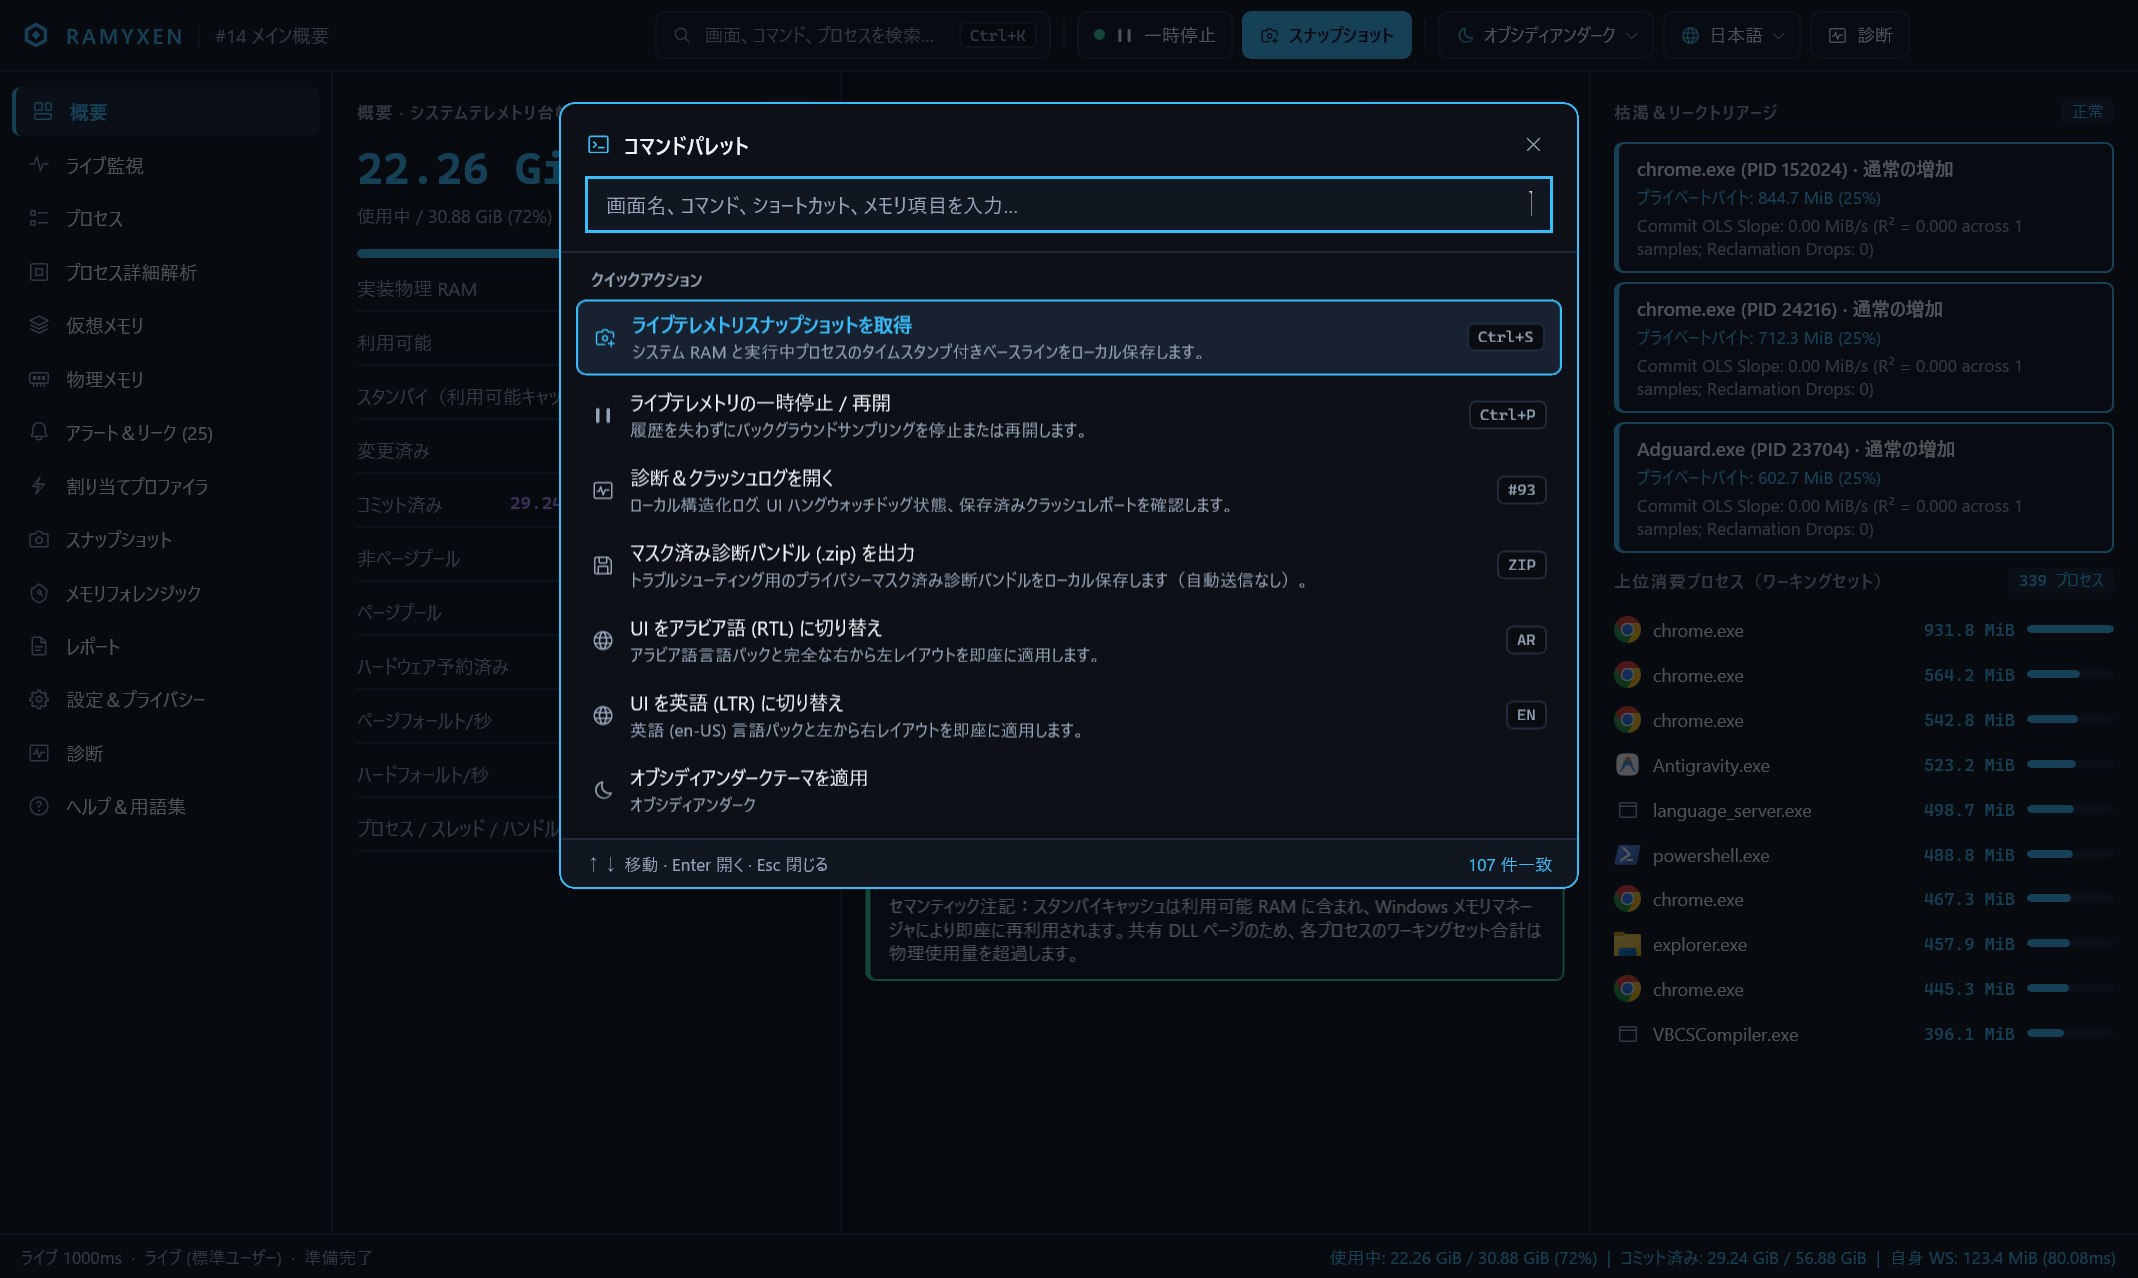 RAMYXEN
#14 メイン概要
画面、コマンド、プロセスを検索...
Ctrl+K
一時停止
スナップショット
オブシディアンダーク
日本語
診断
概要
ライブ監視
プロセス
プロセス詳細解析
仮想メモリ
物理メモリ
アラート＆リーク (25)
割り当てプロファイラ
スナップショット
メモリフォレンジック
レポート
設定＆プライバシー
診断
ヘルプ＆用語集
概要 · システムテレメトリ台
22.26 Gi
使用中 / 30.88 GiB (72%)
実装物理 RAM
利用可能
スタンバイ（利用可能キャッ
変更済み
コミット済み 29.24
非ページプール
ページプール
ハードウェア予約済み
ページフォールト/秒
ハードフォールト/秒
プロセス / スレッド / ハンドル
コマンドパレット
画面名、コマンド、ショートカット、メモリ項目を入力...
クイックアクション
ライブテレメトリスナップショットを取得
システム RAM と実行中プロセスのタイムスタンプ付きベースラインをローカル保存します。
Ctrl+S
ライブテレメトリの一時停止 / 再開
履歴を失わずにバックグラウンドサンプリングを停止または再開します。
Ctrl+P
診断＆クラッシュログを開く
ローカル構造化ログ、UI ハングウォッチドッグ状態、保存済みクラッシュレポートを確認します。
#93
マスク済み診断バンドル (.zip) を出力
トラブルシューティング用のプライバシーマスク済み診断バンドルをローカル保存します（自動送信なし）。
ZIP
UI をアラビア語 (RTL) に切り替え
アラビア語言語パックと完全な右から左レイアウトを即座に適用します。
AR
UI を英語 (LTR) に切り替え
英語 (en-US) 言語パックと左から右レイアウトを即座に適用します。
EN
オブシディアンダークテーマを適用
オブシディアンダーク
↑ ↓ 移動 · Enter 開く · Esc 閉じる
107 件一致
セマンティック注記：スタンバイキャッシュは利用可能 RAM に含まれ、Windows メモリマネー
ジャにより即座に再利用されます。共有 DLL ページのため、各プロセスのワーキングセット合計は
物理使用量を超過します。
枯渇＆リークトリアージ
正常
chrome.exe (PID 152024) · 通常の増加
プライベートバイト: 844.7 MiB (25%)
Commit OLS Slope: 0.00 MiB/s (R² = 0.000 across 1
samples; Reclamation Drops: 0)
chrome.exe (PID 24216) · 通常の増加
プライベートバイト: 712.3 MiB (25%)
Commit OLS Slope: 0.00 MiB/s (R² = 0.000 across 1
samples; Reclamation Drops: 0)
Adguard.exe (PID 23704) · 通常の増加
プライベートバイト: 602.7 MiB (25%)
Commit OLS Slope: 0.00 MiB/s (R² = 0.000 across 1
samples; Reclamation Drops: 0)
上位消費プロセス（ワーキングセット）
339 プロセス
chrome.exe 931.8 MiB
chrome.exe 564.2 MiB
chrome.exe 542.8 MiB
Antigravity.exe 523.2 MiB
language_server.exe 498.7 MiB
powershell.exe 488.8 MiB
chrome.exe 467.3 MiB
explorer.exe 457.9 MiB
chrome.exe 445.3 MiB
VBCSCompiler.exe 396.1 MiB
ライブ 1000ms · ライブ (標準ユーザー) · 準備完了
使用中: 22.26 GiB / 30.88 GiB (72%) | コミット済み: 29.24 GiB / 56.88 GiB | 自身 WS: 123.4 MiB (80.08ms)